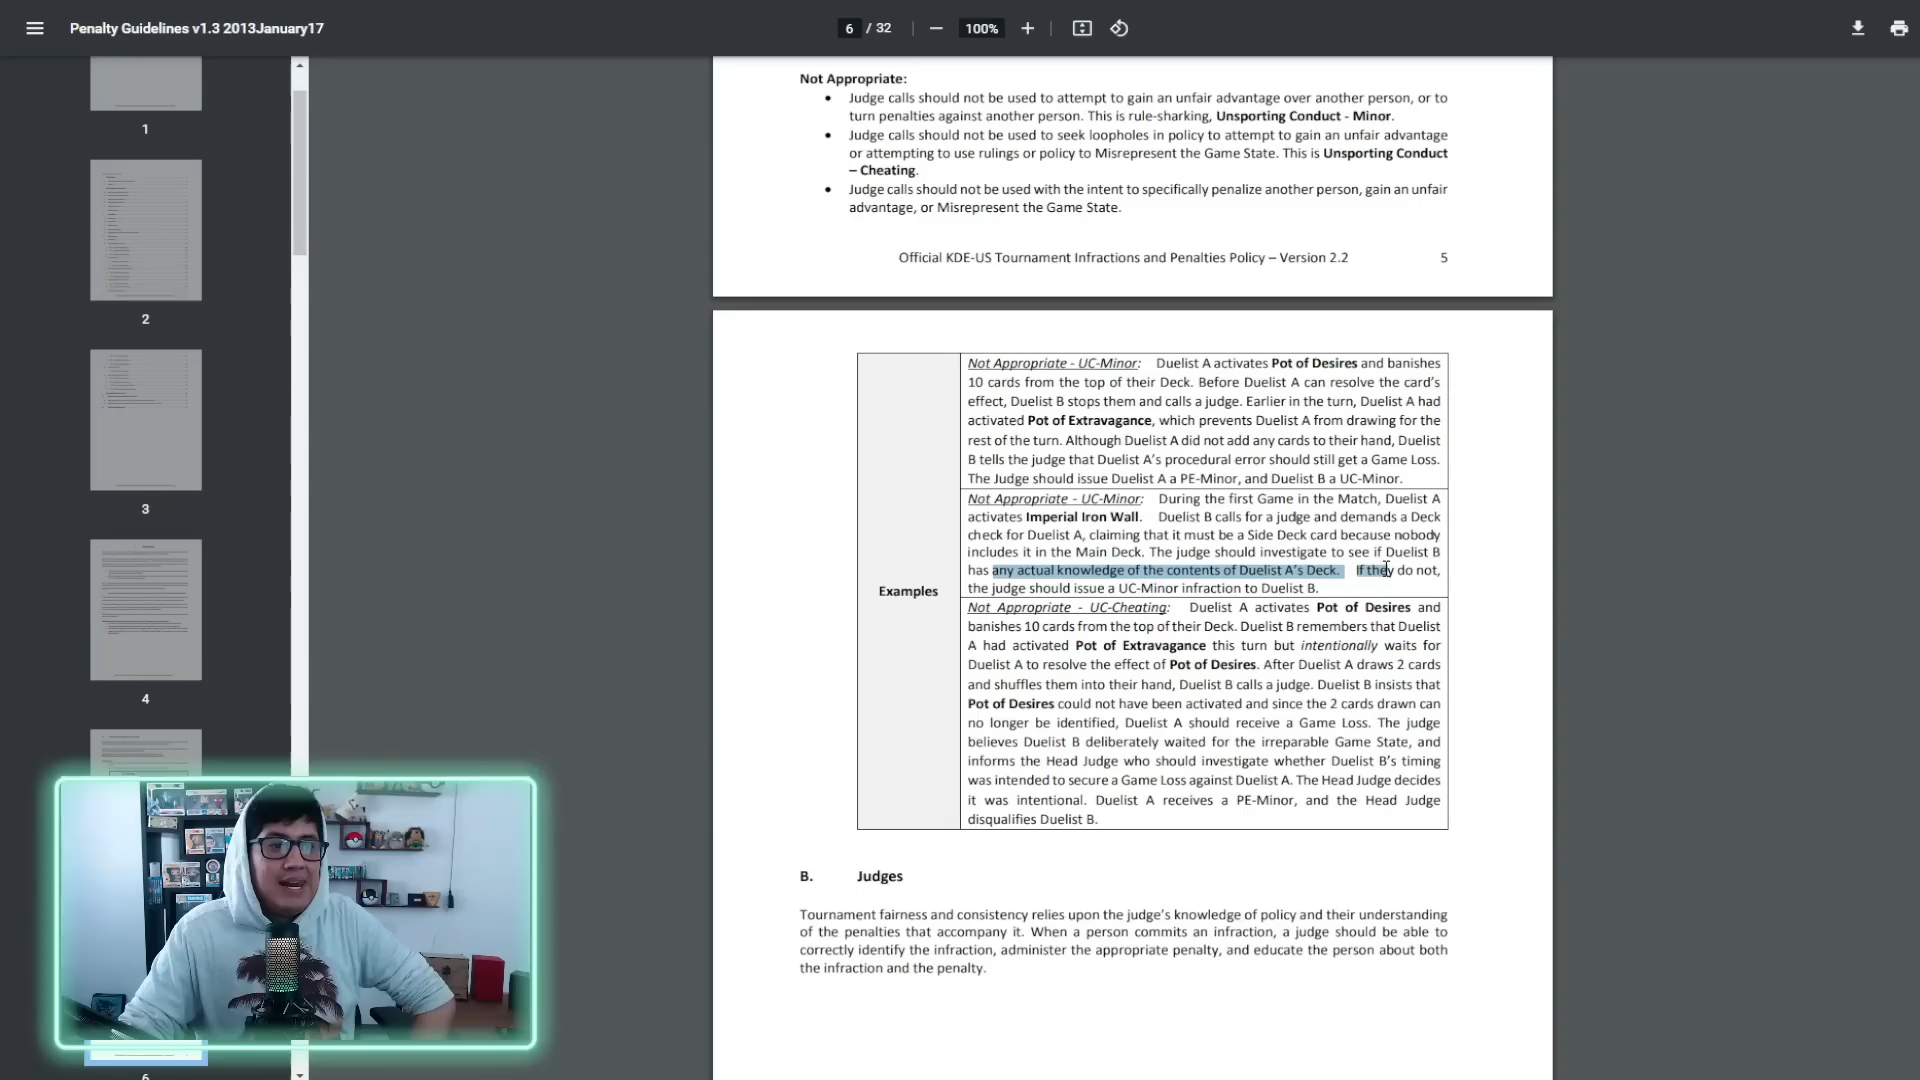 Penalty Guidelines v1.3 2013January17
6 / 32
100%
1
2
3
4
6
Not Appropriate:
• Judge calls should not be used to attempt to gain an unfair advantage over another person, or to
turn penalties against another person. This is rule-sharking, Unsporting Conduct - Minor.
• Judge calls should not be used to seek loopholes in policy to attempt to gain an unfair advantage
or attempting to use rulings or policy to Misrepresent the Game State. This is Unsporting Conduct
– Cheating.
• Judge calls should not be used with the intent to specifically penalize another person, gain an unfair
advantage, or Misrepresent the Game State.
Official KDE-US Tournament Infractions and Penalties Policy – Version 2.2 5
Examples
Not Appropriate - UC-Minor: Duelist A activates Pot of Desires and banishes
10 cards from the top of their Deck. Before Duelist A can resolve the card's
effect, Duelist B stops them and calls a judge. Earlier in the turn, Duelist A had
activated Pot of Extravagance, which prevents Duelist A from drawing for the
rest of the turn. Although Duelist A did not add any cards to their hand, Duelist
B tells the judge that Duelist A's procedural error should still get a Game Loss.
The Judge should issue Duelist A a PE-Minor, and Duelist B a UC-Minor.
Not Appropriate - UC-Minor: During the first Game in the Match, Duelist A
activates Imperial Iron Wall. Duelist B calls for a judge and demands a Deck
check for Duelist A, claiming that it must be a Side Deck card because nobody
includes it in the Main Deck. The judge should investigate to see if Duelist B
has any actual knowledge of the contents of Duelist A's Deck. If they do not,
the judge should issue a UC-Minor infraction to Duelist B.
Not Appropriate - UC-Cheating: Duelist A activates Pot of Desires and
banishes 10 cards from the top of their Deck. Duelist B remembers that Duelist
A had activated Pot of Extravagance this turn but intentionally waits for
Duelist A to resolve the effect of Pot of Desires. After Duelist A draws 2 cards
and shuffles them into their hand, Duelist B calls a judge. Duelist B insists that
Pot of Desires could not have been activated and since the 2 cards drawn can
no longer be identified, Duelist A should receive a Game Loss. The judge
believes Duelist B deliberately waited for the irreparable Game State, and
informs the Head Judge who should investigate whether Duelist B's timing
was intended to secure a Game Loss against Duelist A. The Head Judge decides
it was intentional. Duelist A receives a PE-Minor, and the Head Judge
disqualifies Duelist B.
B. Judges
Tournament fairness and consistency relies upon the judge's knowledge of policy and their understanding
of the penalties that accompany it. When a person commits an infraction, a judge should be able to
correctly identify the infraction, administer the appropriate penalty, and educate the person about both
the infraction and the penalty.